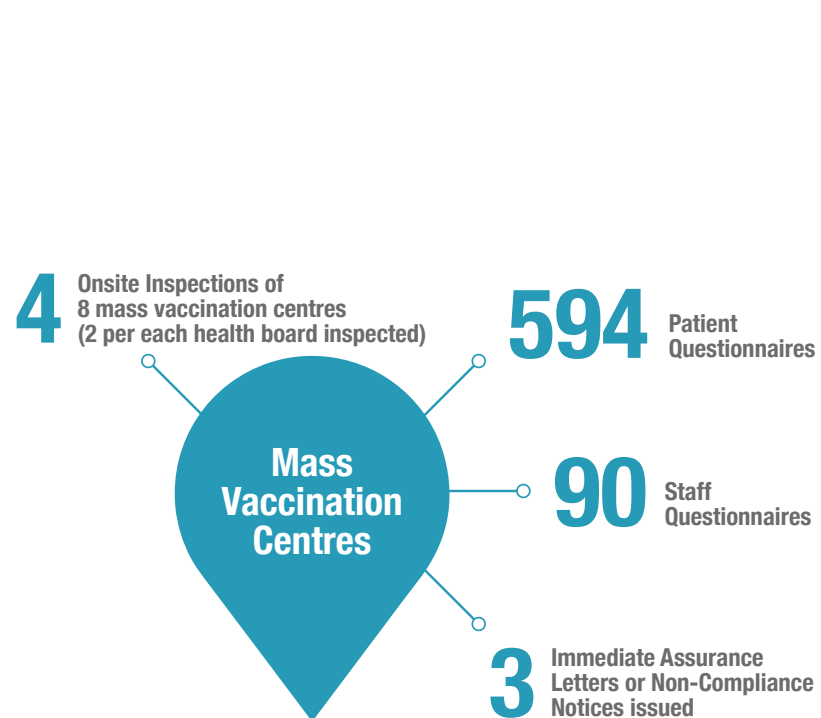 4
Onsite Inspections of
8 mass vaccination centres
(2 per each health board inspected)
594
Patient
Questionnaires
Mass
Vaccination
Centres
90
Staff
Questionnaires
3
Immediate Assurance
Letters or Non-Compliance
Notices issued